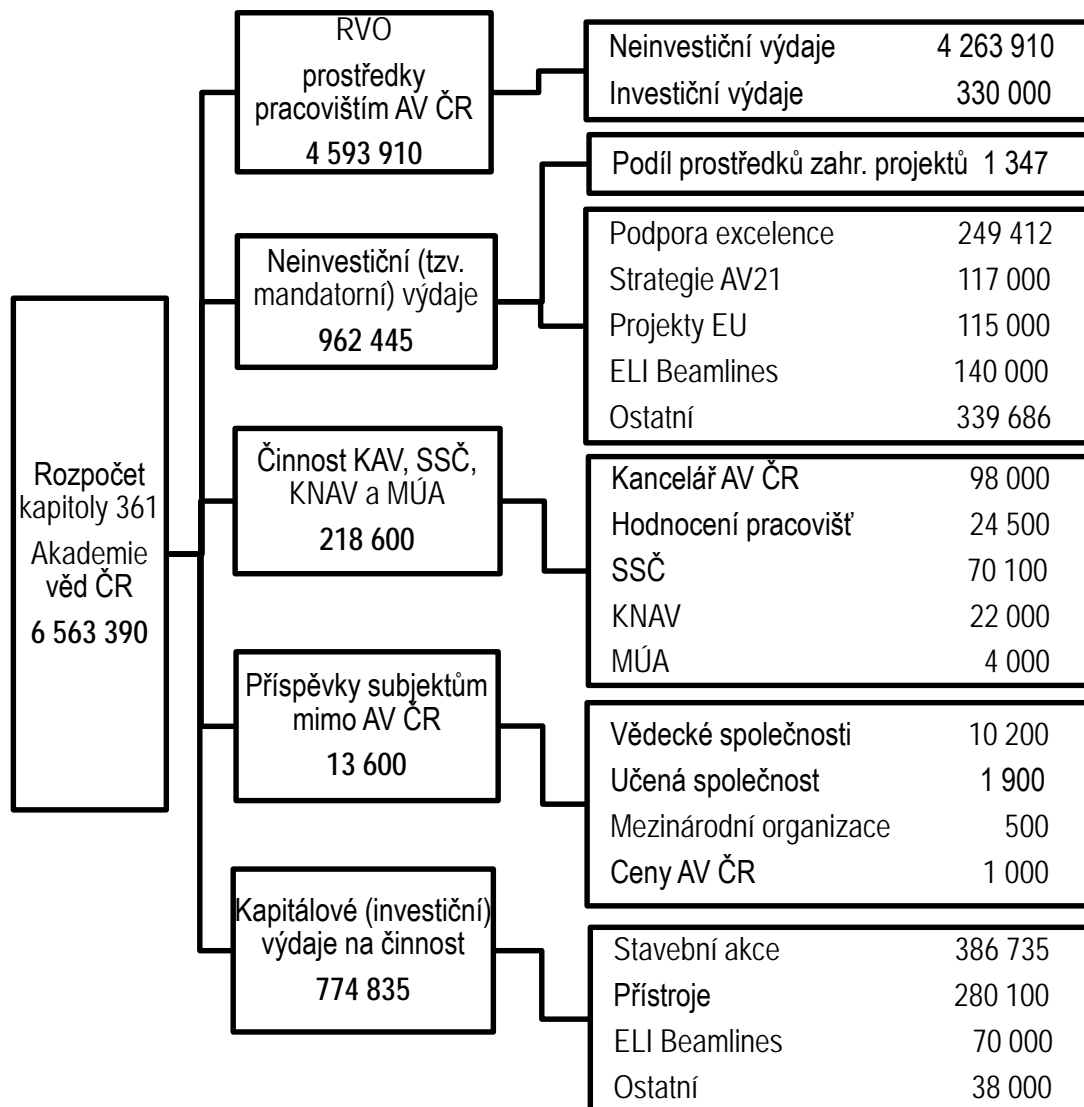 Rozpočet
kapitoly 361
Akademie
věd ČR
6 563 390
RVO
prostředky
pracovištím AV ČR
4 593 910
Neinvestiční výdaje 4 263 910
Investiční výdaje 330 000
Neinvestiční (tzv.
mandatorní) výdaje
962 445
Podíl prostředků zahr. projektů 1 347
Podpora excelence 249 412
Strategie AV21 117 000
Projekty EU 115 000
ELI Beamlines 140 000
Ostatní 339 686
Činnost KAV, SSČ,
KNAV a MÚA
218 600
Kancelář AV ČR 98 000
Hodnocení pracovišť 24 500
SSČ 70 100
KNAV 22 000
MÚA 4 000
Příspěvky subjektům
mimo AV ČR
13 600
Vědecké společnosti 10 200
Učená společnost 1 900
Mezinárodní organizace 500
Ceny AV ČR 1 000
Kapitálové (investiční)
výdaje na činnost
774 835
Stavební akce 386 735
Přístroje 280 100
ELI Beamlines 70 000
Ostatní 38 000